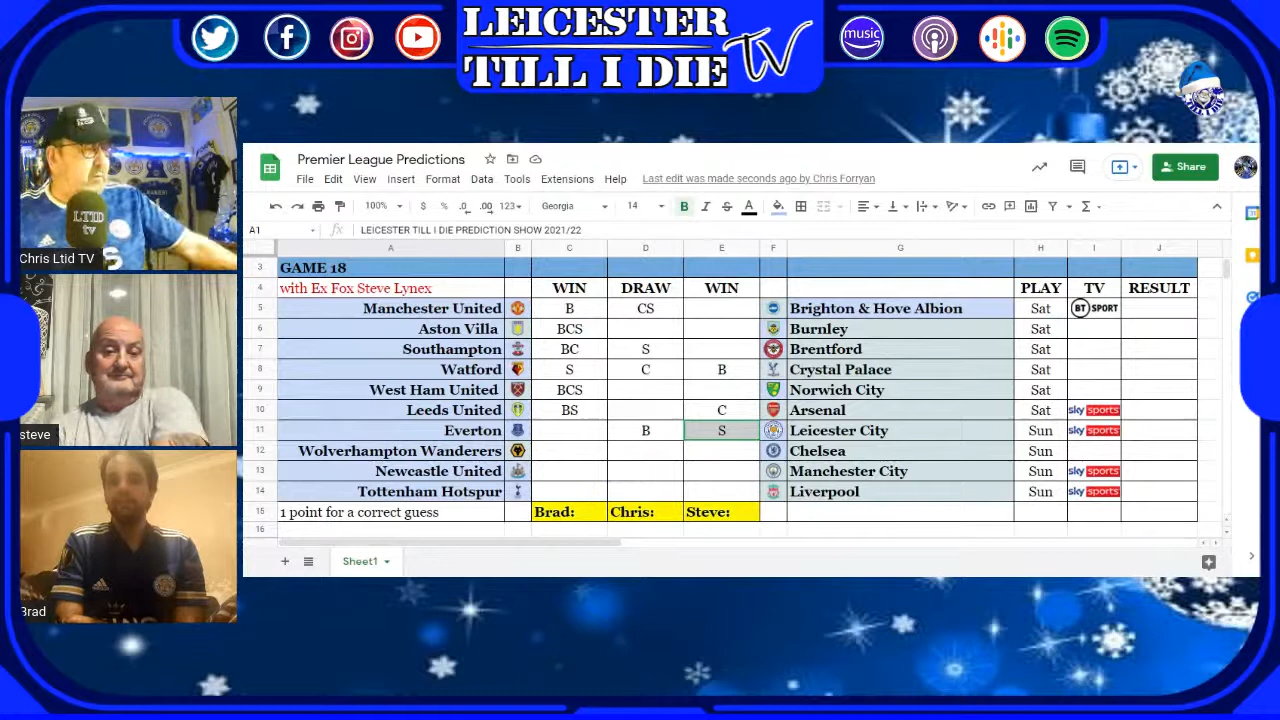 LEICESTER
TILL I DIE TV
music
Chris Ltid TV
LTID
TV
steve
Brad
Premier League Predictions
Share
File Edit View Insert Format Tools Extensions Help Last edit was made seconds ago by Chris Forryan
100% $ % .0 .00 123 Georgia 14 B I S A
A1 fx LEICESTER TILL I DIE PREDICTION SHOW 2021/22
A B C D E F G H I J
3 GAME 18
4 with Ex Fox Steve Lynex WIN DRAW WIN PLAY TV RESULT
5 Manchester United B CS Brighton & Hove Albion Sat BT SPORT
6 Aston Villa BCS Burnley Sat
7 Southampton BC S Brentford Sat
8 Watford S C B Crystal Palace Sat
9 West Ham United BCS Norwich City Sat
10 Leeds United BS C Arsenal Sat sky sports
11 Everton B S Leicester City Sun sky sports
12 Wolverhampton Wanderers Chelsea Sun
13 Newcastle United Manchester City Sun sky sports
14 Tottenham Hotspur Liverpool Sun sky sports
15 1 point for a correct guess Brad: Chris: Steve:
16
Sheet1